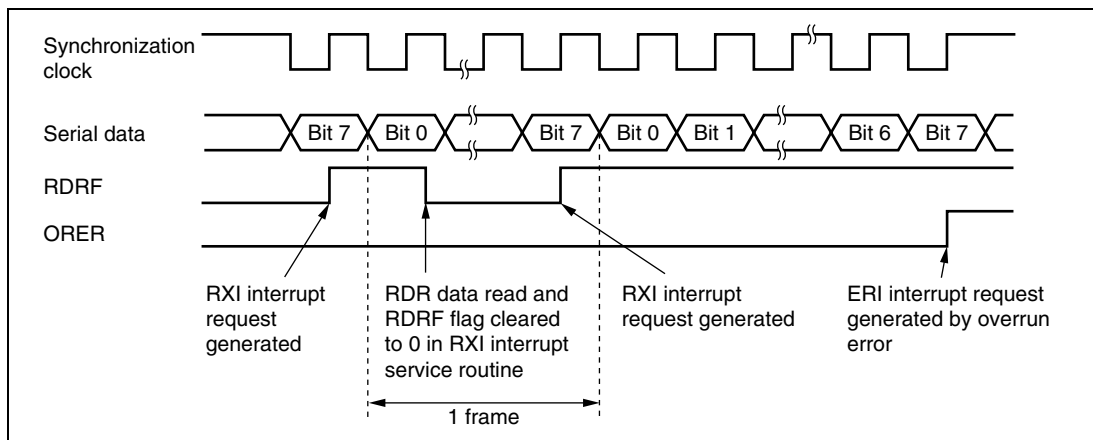 Synchronization
clock
Serial data
Bit 7
Bit 0
Bit 7
Bit 0
Bit 1
Bit 6
Bit 7
RDRF
ORER
RXI interrupt
request
generated
RDR data read and
RDRF flag cleared
to 0 in RXI interrupt
service routine
RXI interrupt
request generated
ERI interrupt request
generated by overrun
error
1 frame